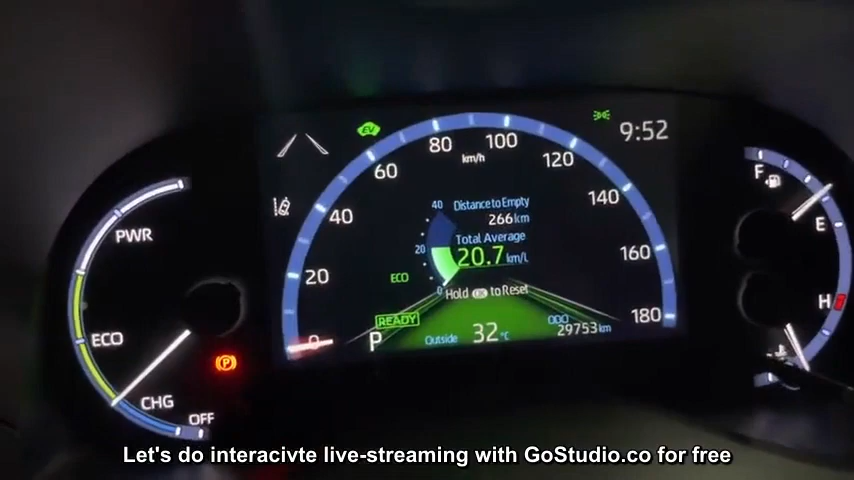 9:52
EV
80 100
km/h
60 120
40 140
20 160
0 180
PWR
ECO
CHG
OFF
P
40
20
0
Distance to Empty
266km
Total Average
20.7 km/L
ECO
Hold OK to Reset
READY
P
Outside 32°C
ODO
29753km
F
E
H
Let's do interacivte live-streaming with GoStudio.co for free